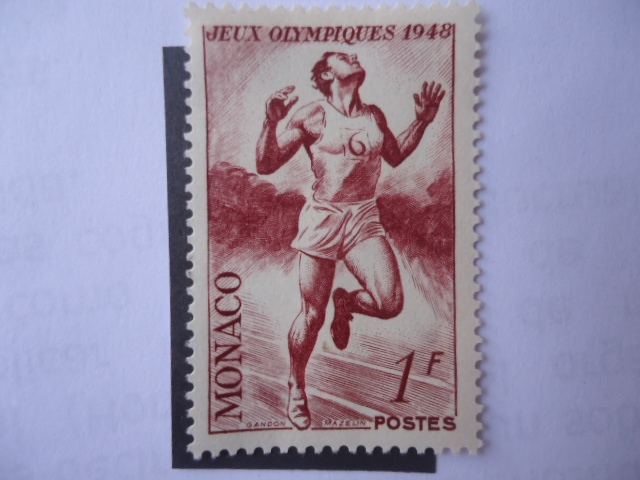 JEUX OLYMPIQUES 1948
6
MONACO
1F
GANDON MAZELIN POSTES